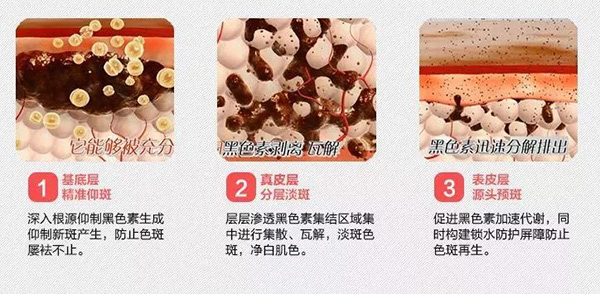 它能够被充分
黑色素剥离 瓦解
黑色素迅速分解排出
1
基底层
精准仰斑
深入根源仰制黑色素生成
仰制新斑产生，防止色斑
屡袪不止。
2
真皮层
分层淡斑
层层渗透黑色素集结区域集
中进行集散、瓦解，淡斑色
斑，净白肌色。
3
表皮层
源头预斑
促进黑色素加速代谢，同
时构建锁水防护屏障防止
色斑再生。